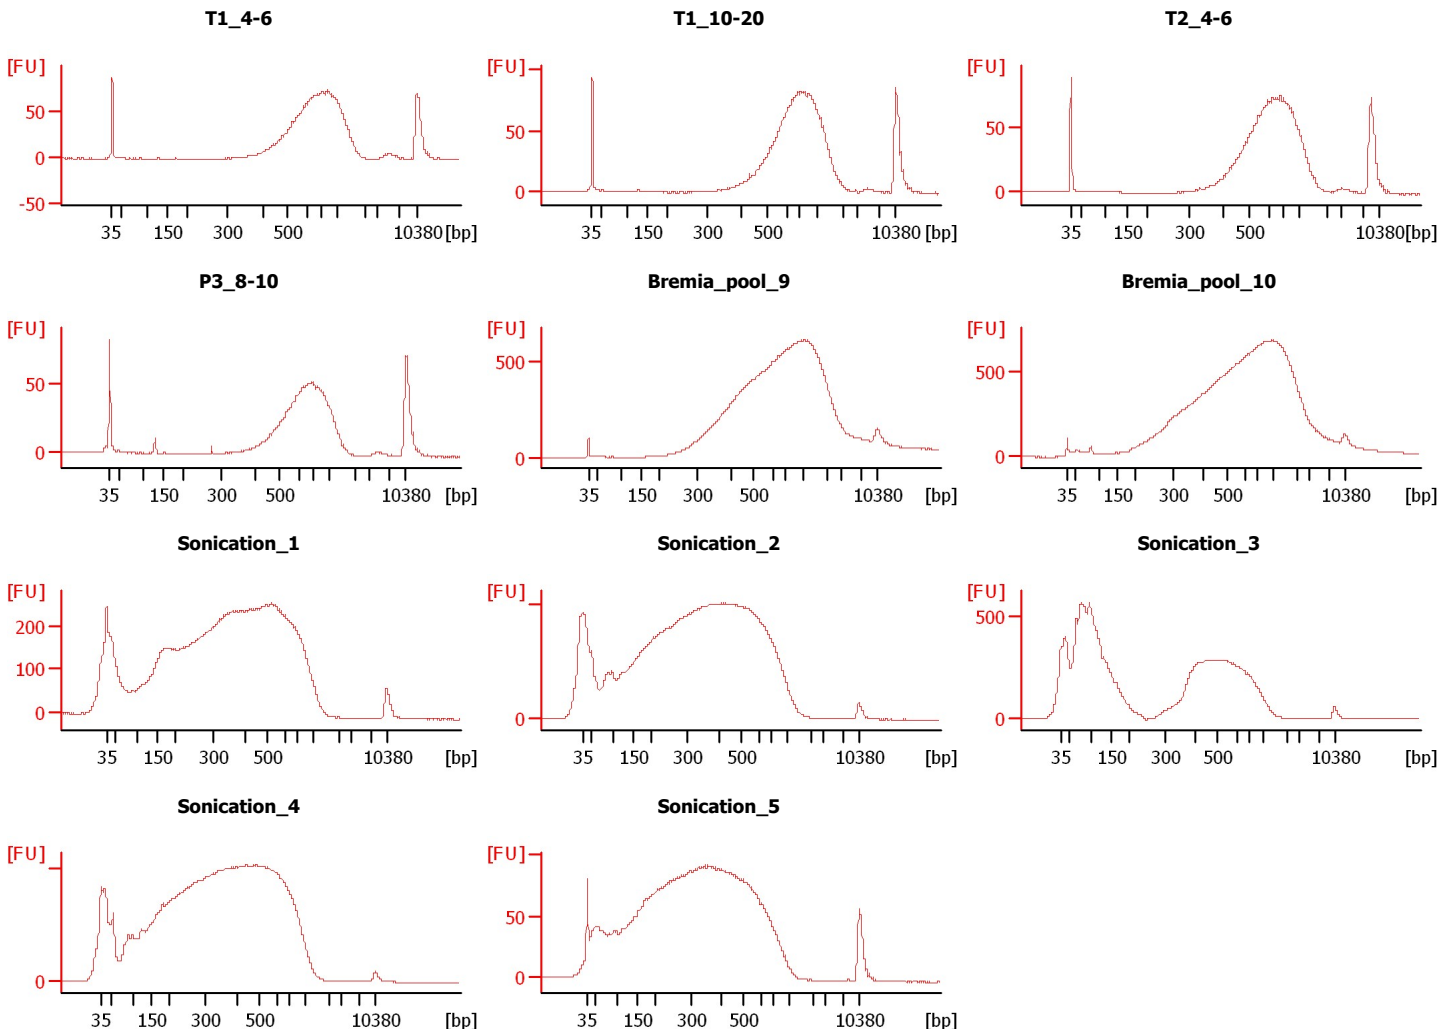 T1_4-6 T1_10-20 T2_4-6
[FU] [FU] [FU]
50
0
-50
50
0
50
0
35 150 300 500 10380 [bp] 35 150 300 500 10380 [bp] 35 150 300 500 10380 [bp]
P3_8-10 Bremia_pool_9 Bremia_pool_10
[FU] [FU] [FU]
50
0
500
0
500
0
35 150 300 500 10380 [bp] 35 150 300 500 10380 [bp] 35 150 300 500 10380 [bp]
Sonication_1 Sonication_2 Sonication_3
[FU] [FU] [FU]
200
100
0
0
500
0
35 150 300 500 10380 [bp] 35 150 300 500 10380 [bp] 35 150 300 500 10380 [bp]
Sonication_4 Sonication_5
[FU] [FU]
0
50
0
35 150 300 500 10380 [bp] 35 150 300 500 10380 [bp]